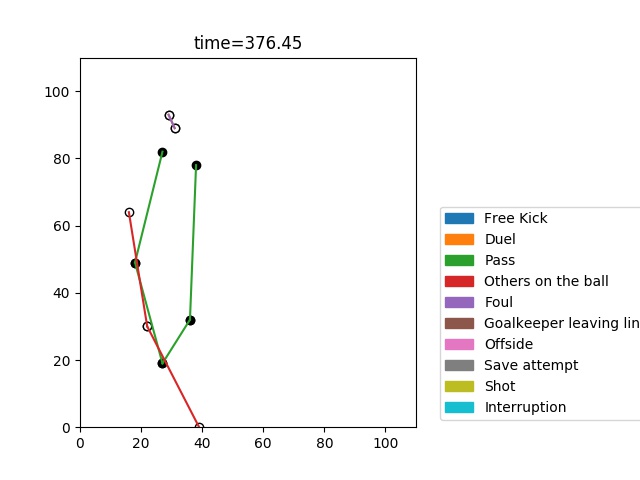 time=376.45
100
80
60
40
20
0
0 20 40 60 80 100
Free Kick
Duel
Pass
Others on the ball
Foul
Goalkeeper leaving lin
Offside
Save attempt
Shot
Interruption